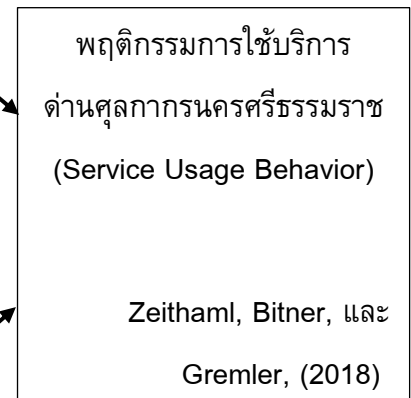 พฤติกรรมการใช้บริการ
ด่านศุลกากรนครศรีธรรมราช
(Service Usage Behavior)
Zeithaml, Bitner, และ
Gremler, (2018)